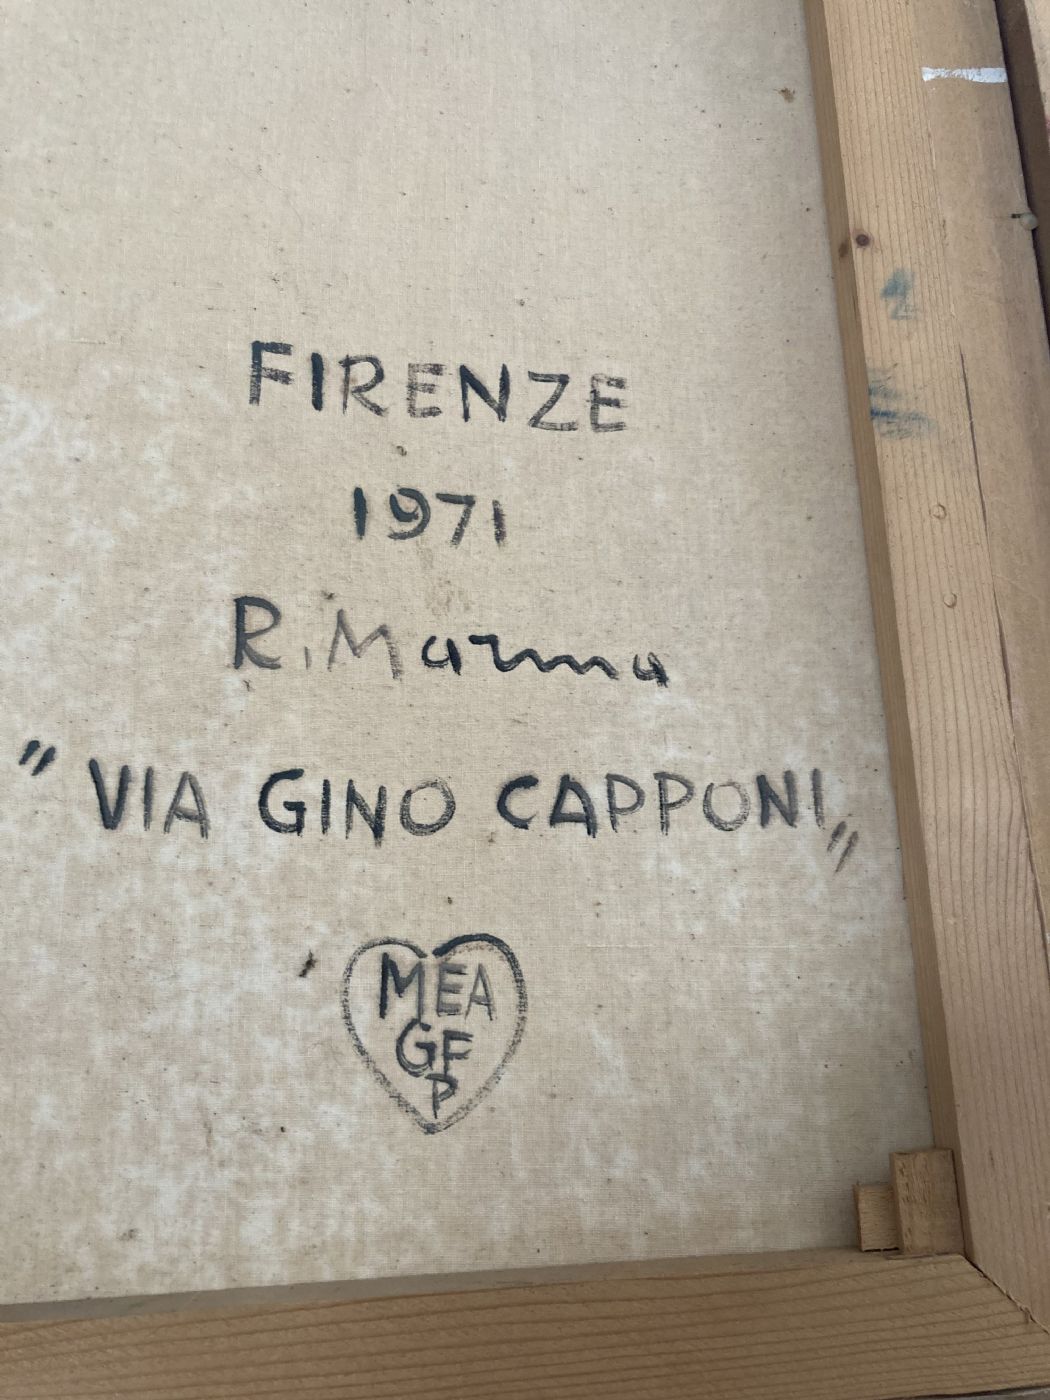 FIRENZE
1971
R. Marma
" VIA GINO CAPPONI "
MEA
GF
P